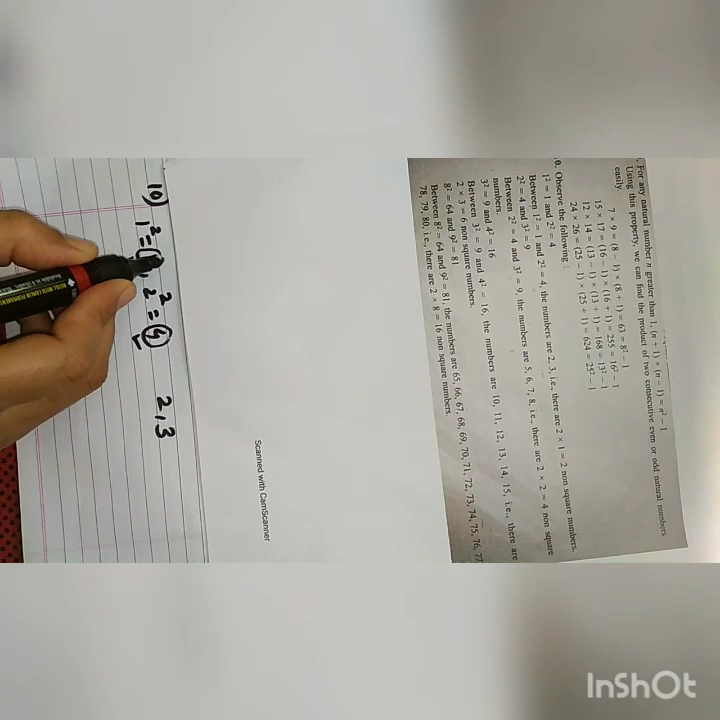 . For any natural number n greater than 1, (n + 1) × (n − 1) = n² − 1
Using this property, we can find the product of two consecutive even or odd natural numbers
easily.
7 × 9 = (8 − 1) × (8 + 1) = 63 = 8² − 1
15 × 17 = (16 − 1) × (16 + 1) = 255 = 16² − 1
12 × 14 = (13 − 1) × (13 + 1) = 168 = 13² − 1
24 × 26 = (25 − 1) × (25 + 1) = 624 = 25² − 1
0. Observe the following :
1² = 1 and 2² = 4
Between 1² = 1 and 2² = 4, the numbers are 2, 3, i.e., there are 2 × 1 = 2 non square numbers.
2² = 4 and 3² = 9
Between 2² = 4 and 3² = 9, the numbers are 5, 6, 7, 8, i.e., there are 2 × 2 = 4 non square
numbers.
3² = 9 and 4² = 16
Between 3² = 9 and 4² = 16, the numbers are 10, 11, 12, 13, 14, 15, i.e., there are
2 × 3 = 6 non square numbers.
8² = 64 and 9² = 81
Between 8² = 64 and 9² = 81, the numbers are 65, 66, 67, 68, 69, 70, 71, 72, 73, 74, 75, 76, 77
78, 79, 80, i.e., there are 2 × 8 = 16 non square numbers.
Scanned with CamScanner
10) 1² = 2² = 4 2,3
InShOt